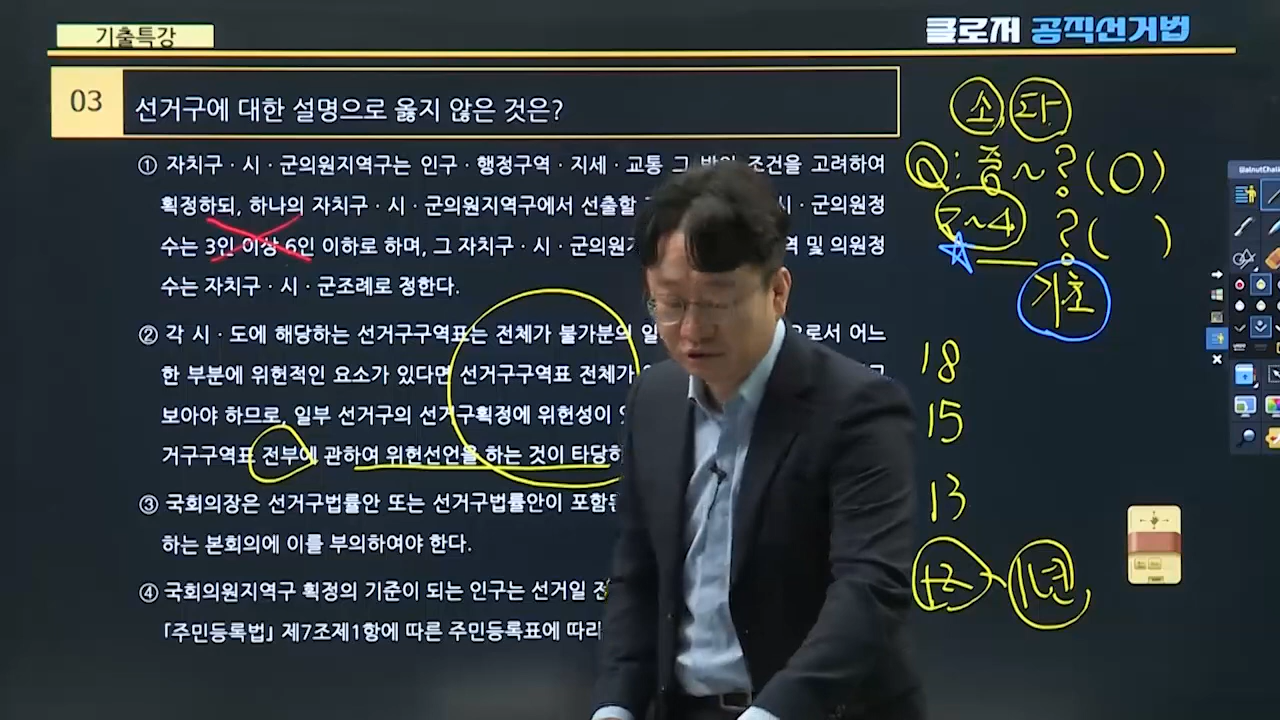 기출특강
클로저 공직선거법
03
선거구에 대한 설명으로 옳지 않은 것은?
① 자치구·시·군의원지역구는 인구·행정구역·지세·교통 그 조건을 고려하여
획정하되, 하나의 자치구·시·군의원지역구에서 선출할 시·군의원정
수는 3인 이상 6인 이하로 하며, 그 자치구·시·군의원 및 의원정
수는 자치구·시·군조례로 정한다.
② 각 시·도에 해당하는 선거구구역표는 전체가 불가분의 어느
한 부분에 위헌적인 요소가 있다면 선거구구역표 전체가
보아야 하므로, 일부 선거구의 선거구획정에 위헌성이
거구구역표 전부에 관하여 위헌선언을 하는 것이 타당
③ 국회의장은 선거구법률안 또는 선거구법률안이 포함
하는 본회의에 이를 부의하여야 한다.
④ 국회의원지역구 획정의 기준이 되는 인구는 선거일
「주민등록법」 제7조제1항에 따른 주민등록표에 따라
소 다
Q: 중~?(O)
2~4 ?( )
기초
18
15
13
12 1년